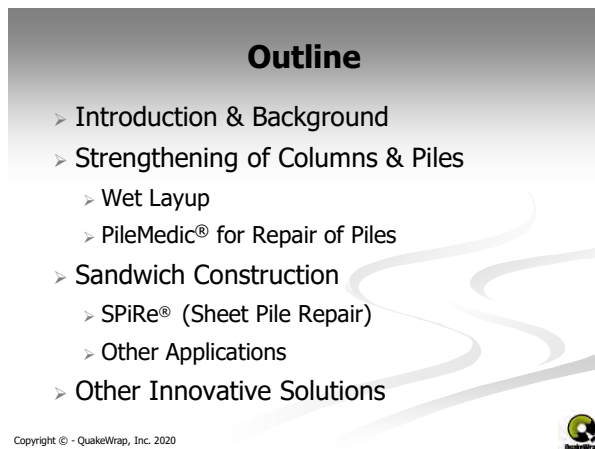 Outline
Introduction & Background
Strengthening of Columns & Piles
Wet Layup
PileMedic® for Repair of Piles
Sandwich Construction
SPiRe® (Sheet Pile Repair)
Other Applications
Other Innovative Solutions
Copyright © - QuakeWrap, Inc. 2020